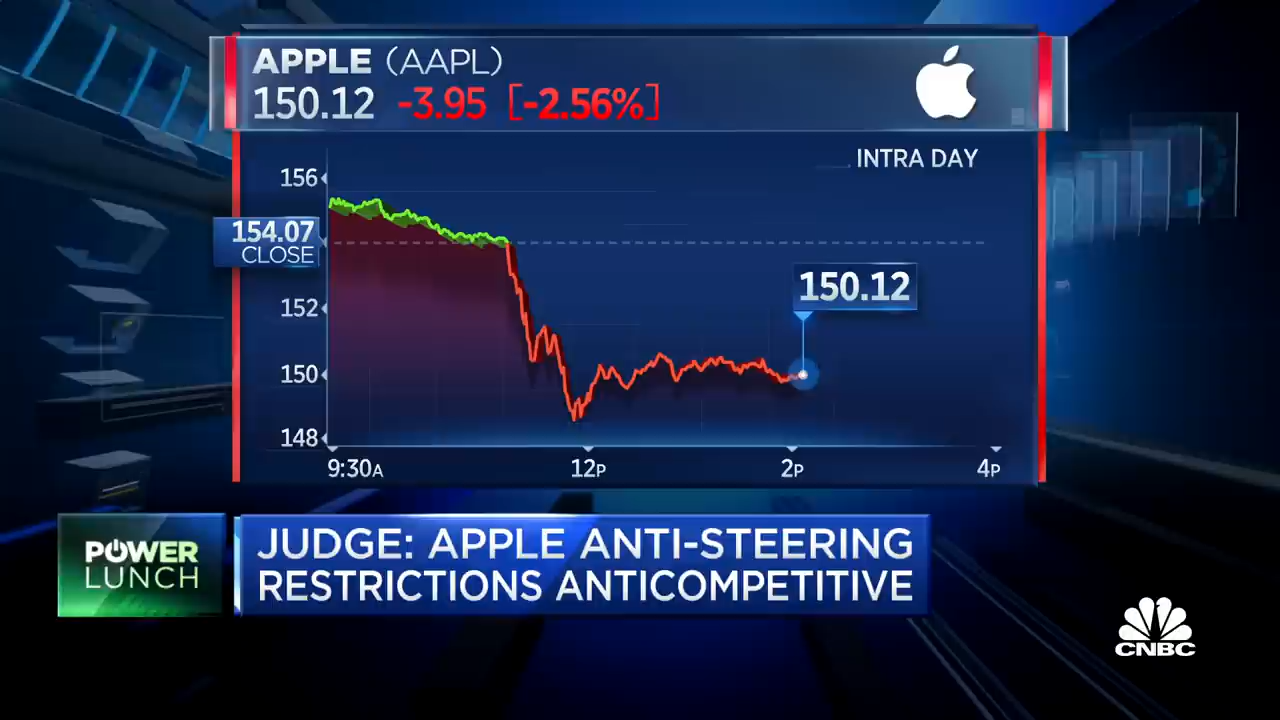 APPLE (AAPL)
150.12 -3.95 [-2.56%]
INTRA DAY
156
154.07
CLOSE
152
150.12
150
148
9:30A 12P 2P 4P
POWER
LUNCH
JUDGE: APPLE ANTI-STEERING
RESTRICTIONS ANTICOMPETITIVE
CNBC